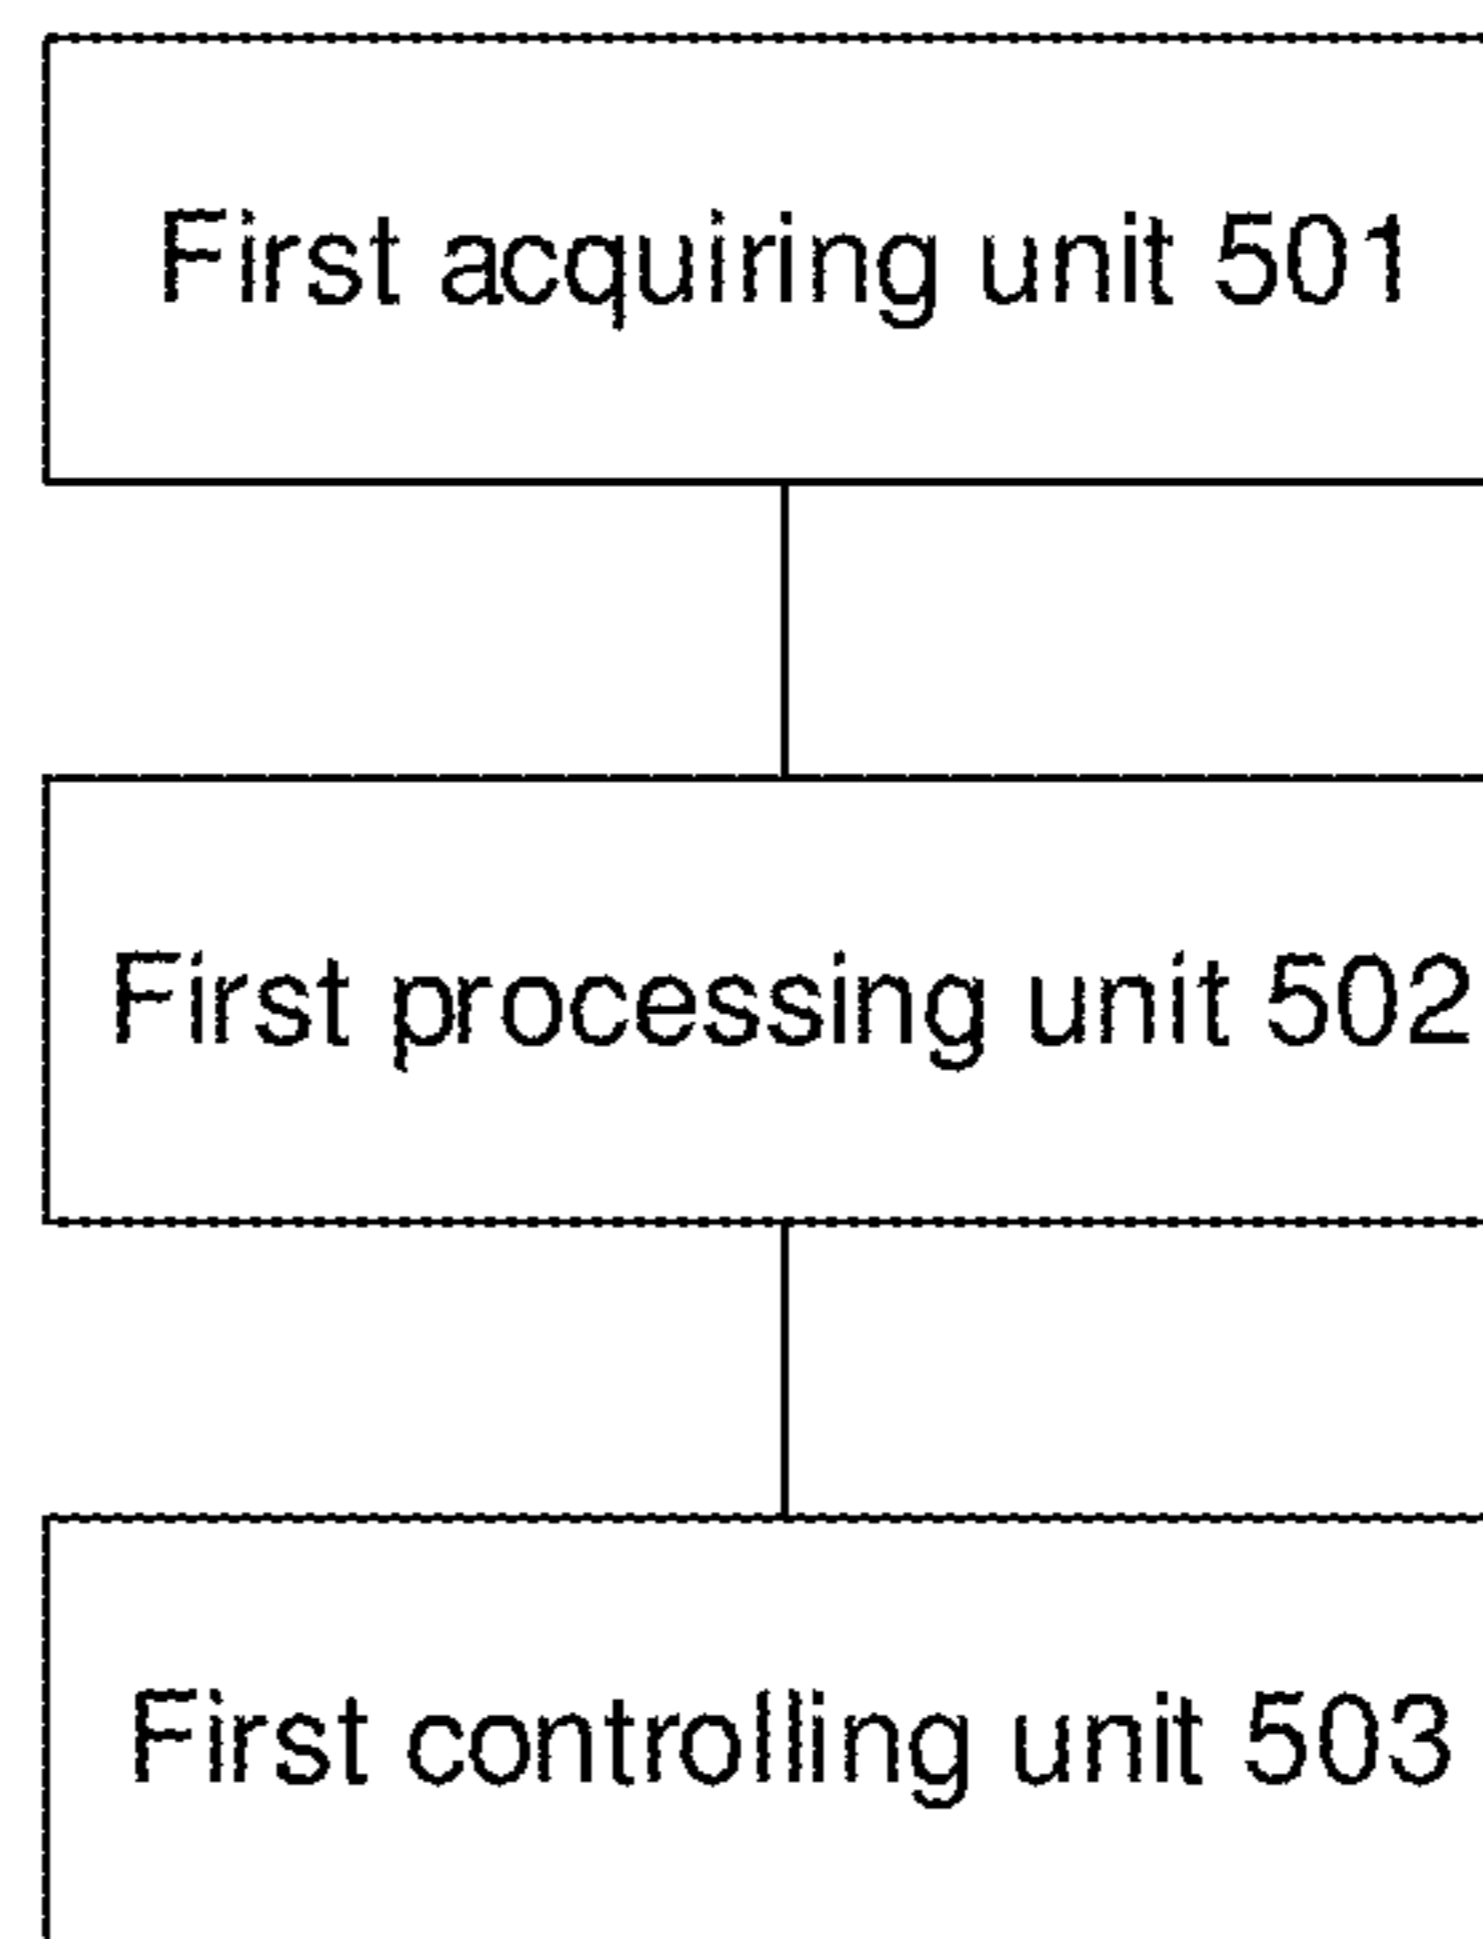 First acquiring unit 501
First processing unit 502
First controlling unit 503